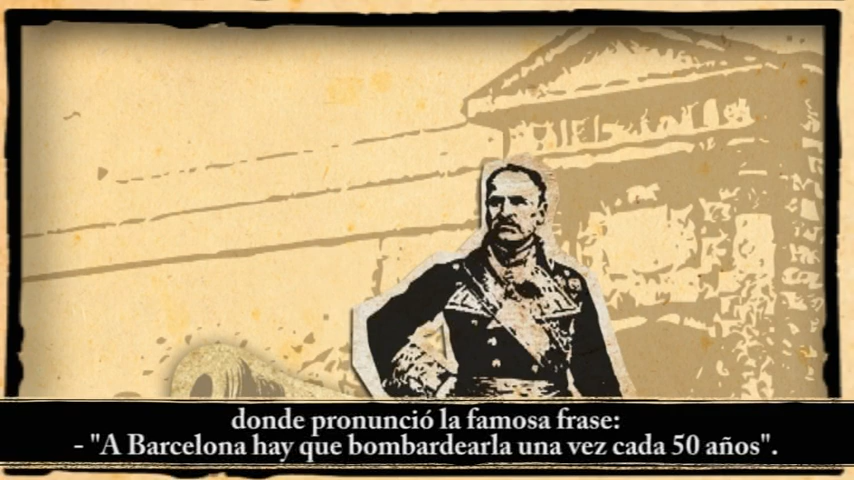 donde pronunció la famosa frase:
- "A Barcelona hay que bombardearla una vez cada 50 años".